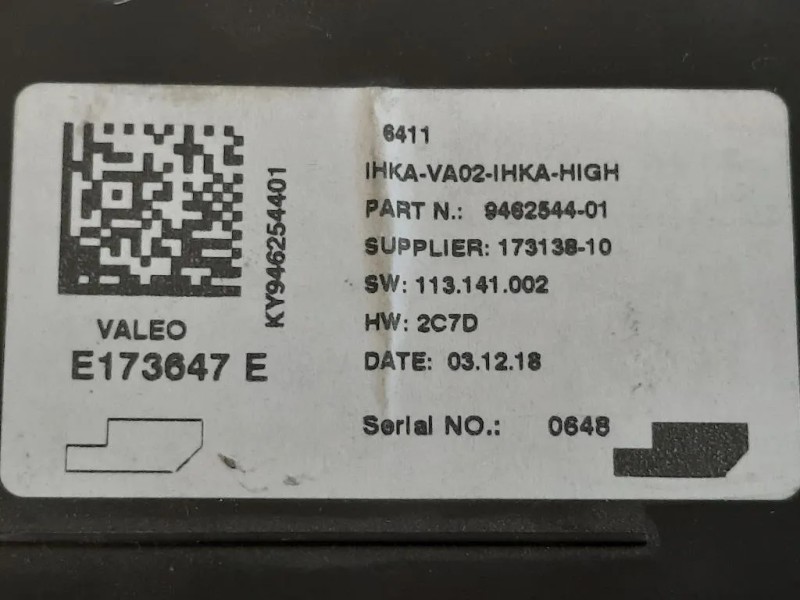 KY946254401
VALEO
E173647 E
6411
IHKA-VA02-IHKA-HIGH
PART N.: 9462544-01
SUPPLIER: 173138-10
SW: 113.141.002
HW: 2C7D
DATE: 03.12.18
Serial NO.: 0648